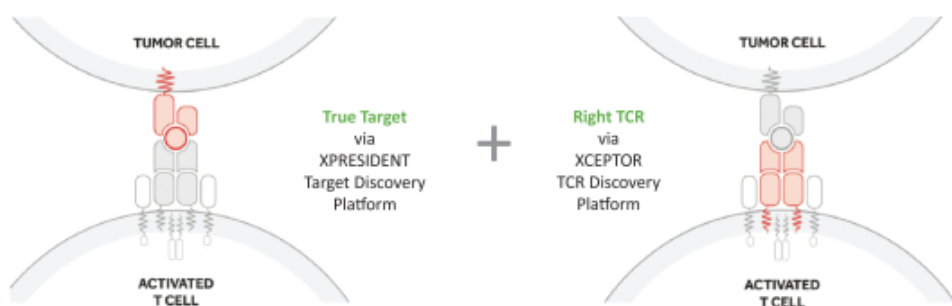 TUMOR CELL
True Target
via
XPRESIDENT
Target Discovery
Platform
ACTIVATED
T CELL
+
TUMOR CELL
Right TCR
via
XCEPTOR
TCR Discovery
Platform
ACTIVATED
T CELL